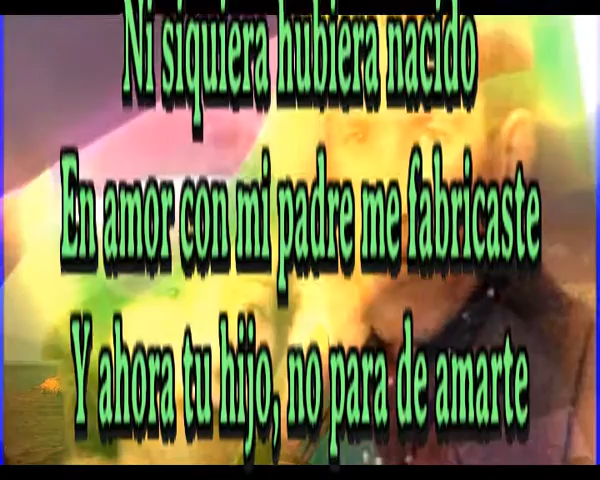 Ni siquiera hubiera nacido
En amor con mi padre me fabricaste
Y ahora tu hijo, no para de amarte